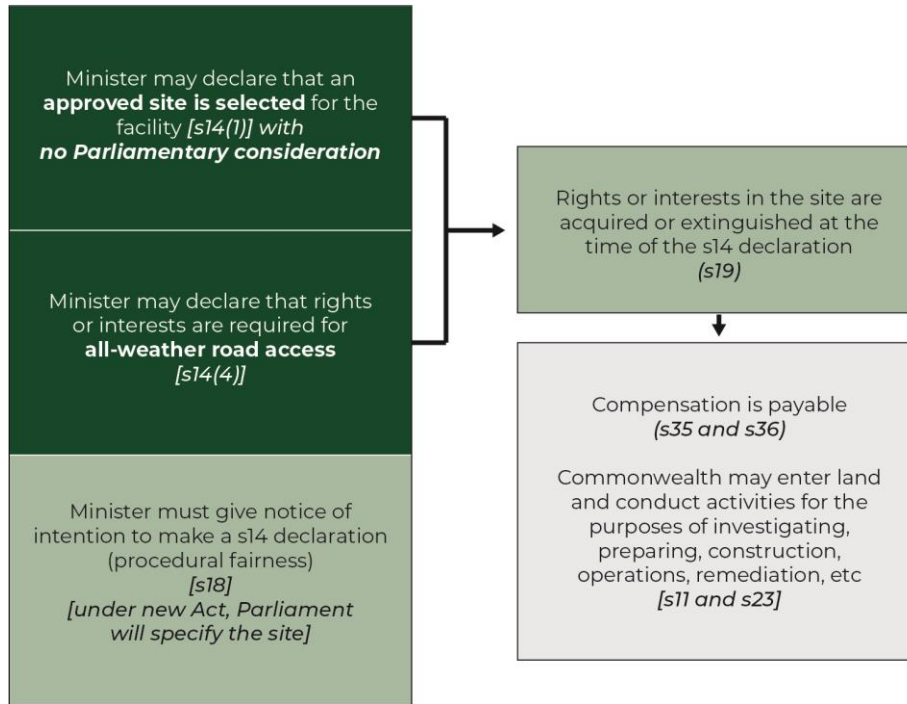 Minister may declare that an
approved site is selected for the
facility [s14(1)] with
no Parliamentary consideration
Minister may declare that rights
or interests are required for
all-weather road access
[s14(4)]
Minister must give notice of
intention to make a s14 declaration
(procedural fairness)
[s18]
[under new Act, Parliament
will specify the site]
Rights or interests in the site are
acquired or extinguished at the
time of the s14 declaration
(s19)
Compensation is payable
(s35 and s36)
Commonwealth may enter land
and conduct activities for the
purposes of investigating,
preparing, construction,
operations, remediation, etc
[s11 and s23]